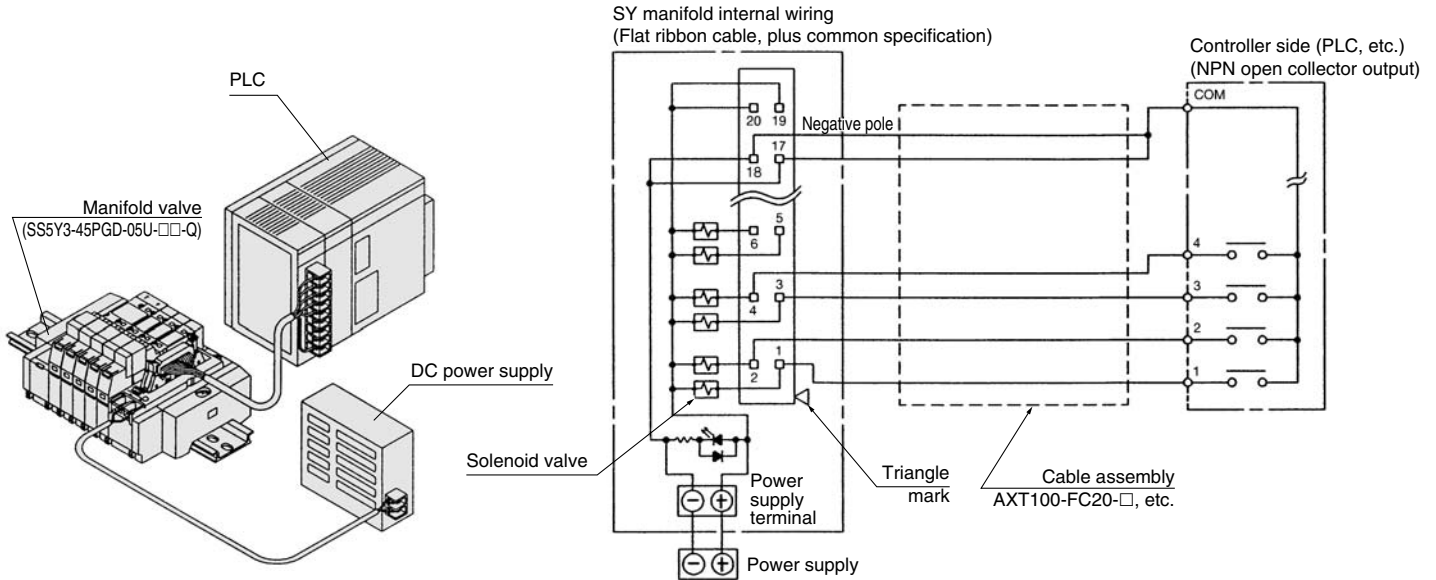 PLC
Manifold valve
(SS5Y3-45PGD-05U-□□-Q)
DC power supply
SY manifold internal wiring
(Flat ribbon cable, plus common specification)
Controller side (PLC, etc.)
(NPN open collector output)
COM
20 19
Negative pole
17
18
5
6
4
3
3
4
2
1
2
1
Solenoid valve
Triangle
mark
Cable assembly
AXT100-FC20-□, etc.
Power
supply
terminal
− +
− +
Power supply